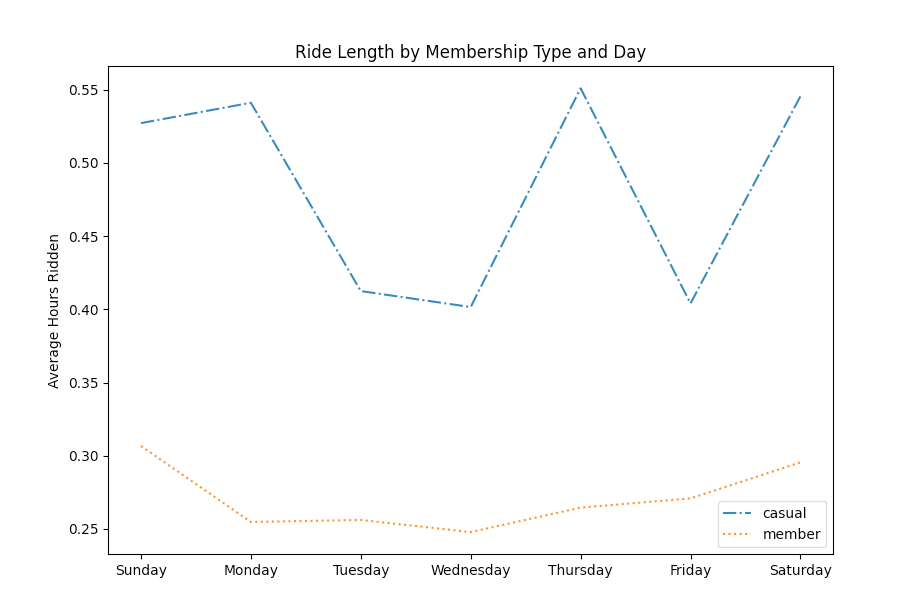 Ride Length by Membership Type and Day
Average Hours Ridden
0.55
0.50
0.45
0.40
0.35
0.30
0.25
Sunday Monday Tuesday Wednesday Thursday Friday Saturday
casual
member